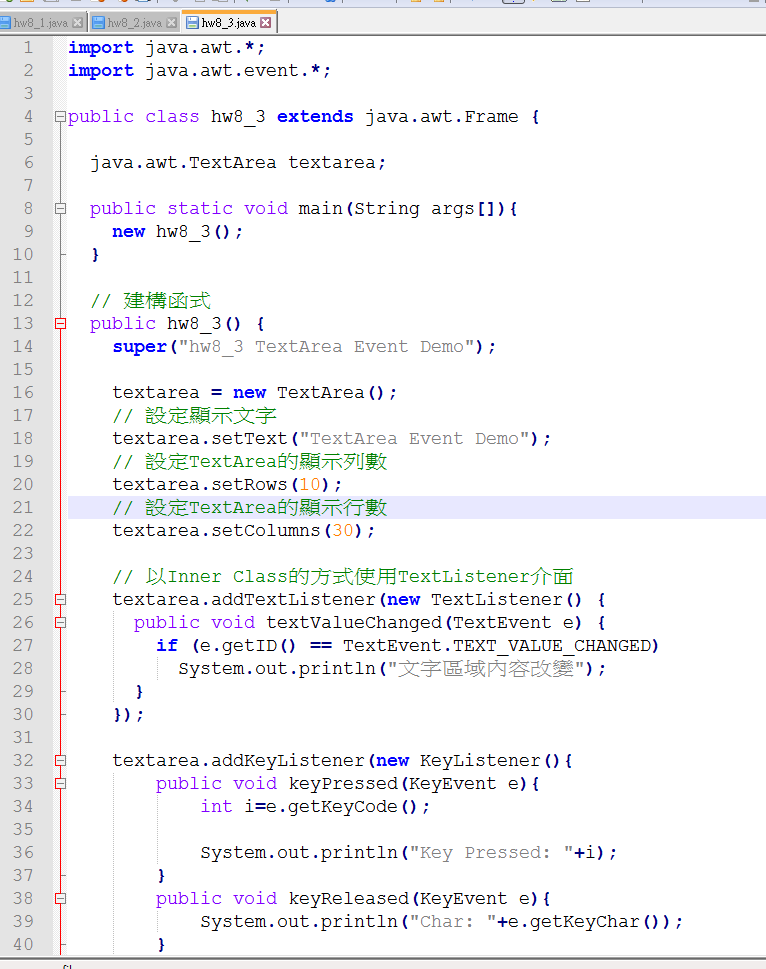 hw8_1.java hw8_2.java hw8_3.java
1 import java.awt.*;
2 import java.awt.event.*;
3
4 public class hw8_3 extends java.awt.Frame {
5
6 java.awt.TextArea textarea;
7
8 public static void main(String args[]){
9 new hw8_3();
10 }
11
12 // 建構函式
13 public hw8_3() {
14 super("hw8_3 TextArea Event Demo");
15
16 textarea = new TextArea();
17 // 設定顯示文字
18 textarea.setText("TextArea Event Demo");
19 // 設定TextArea的顯示列數
20 textarea.setRows(10);
21 // 設定TextArea的顯示行數
22 textarea.setColumns(30);
23
24 // 以Inner Class的方式使用TextListener介面
25 textarea.addTextListener(new TextListener() {
26 public void textValueChanged(TextEvent e) {
27 if (e.getID() == TextEvent.TEXT_VALUE_CHANGED)
28 System.out.println("文字區域內容改變");
29 }
30 });
31
32 textarea.addKeyListener(new KeyListener(){
33 public void keyPressed(KeyEvent e){
34 int i=e.getKeyCode();
35
36 System.out.println("Key Pressed: "+i);
37 }
38 public void keyReleased(KeyEvent e){
39 System.out.println("Char: "+e.getKeyChar());
40 }